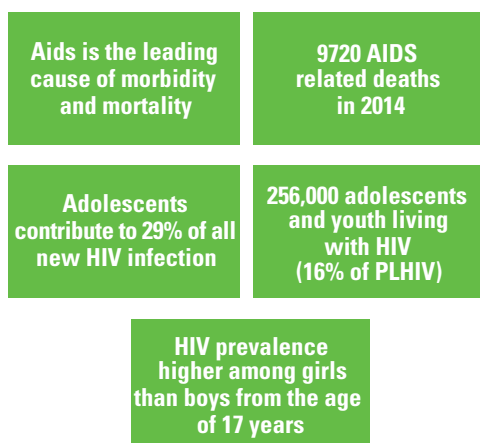 Aids is the leading
cause of morbidity
and mortality
9720 AIDS
related deaths
in 2014
Adolescents
contribute to 29% of all
new HIV infection
256,000 adolescents
and youth living
with HIV
(16% of PLHIV)
HIV prevalence
higher among girls
than boys from the age
of 17 years